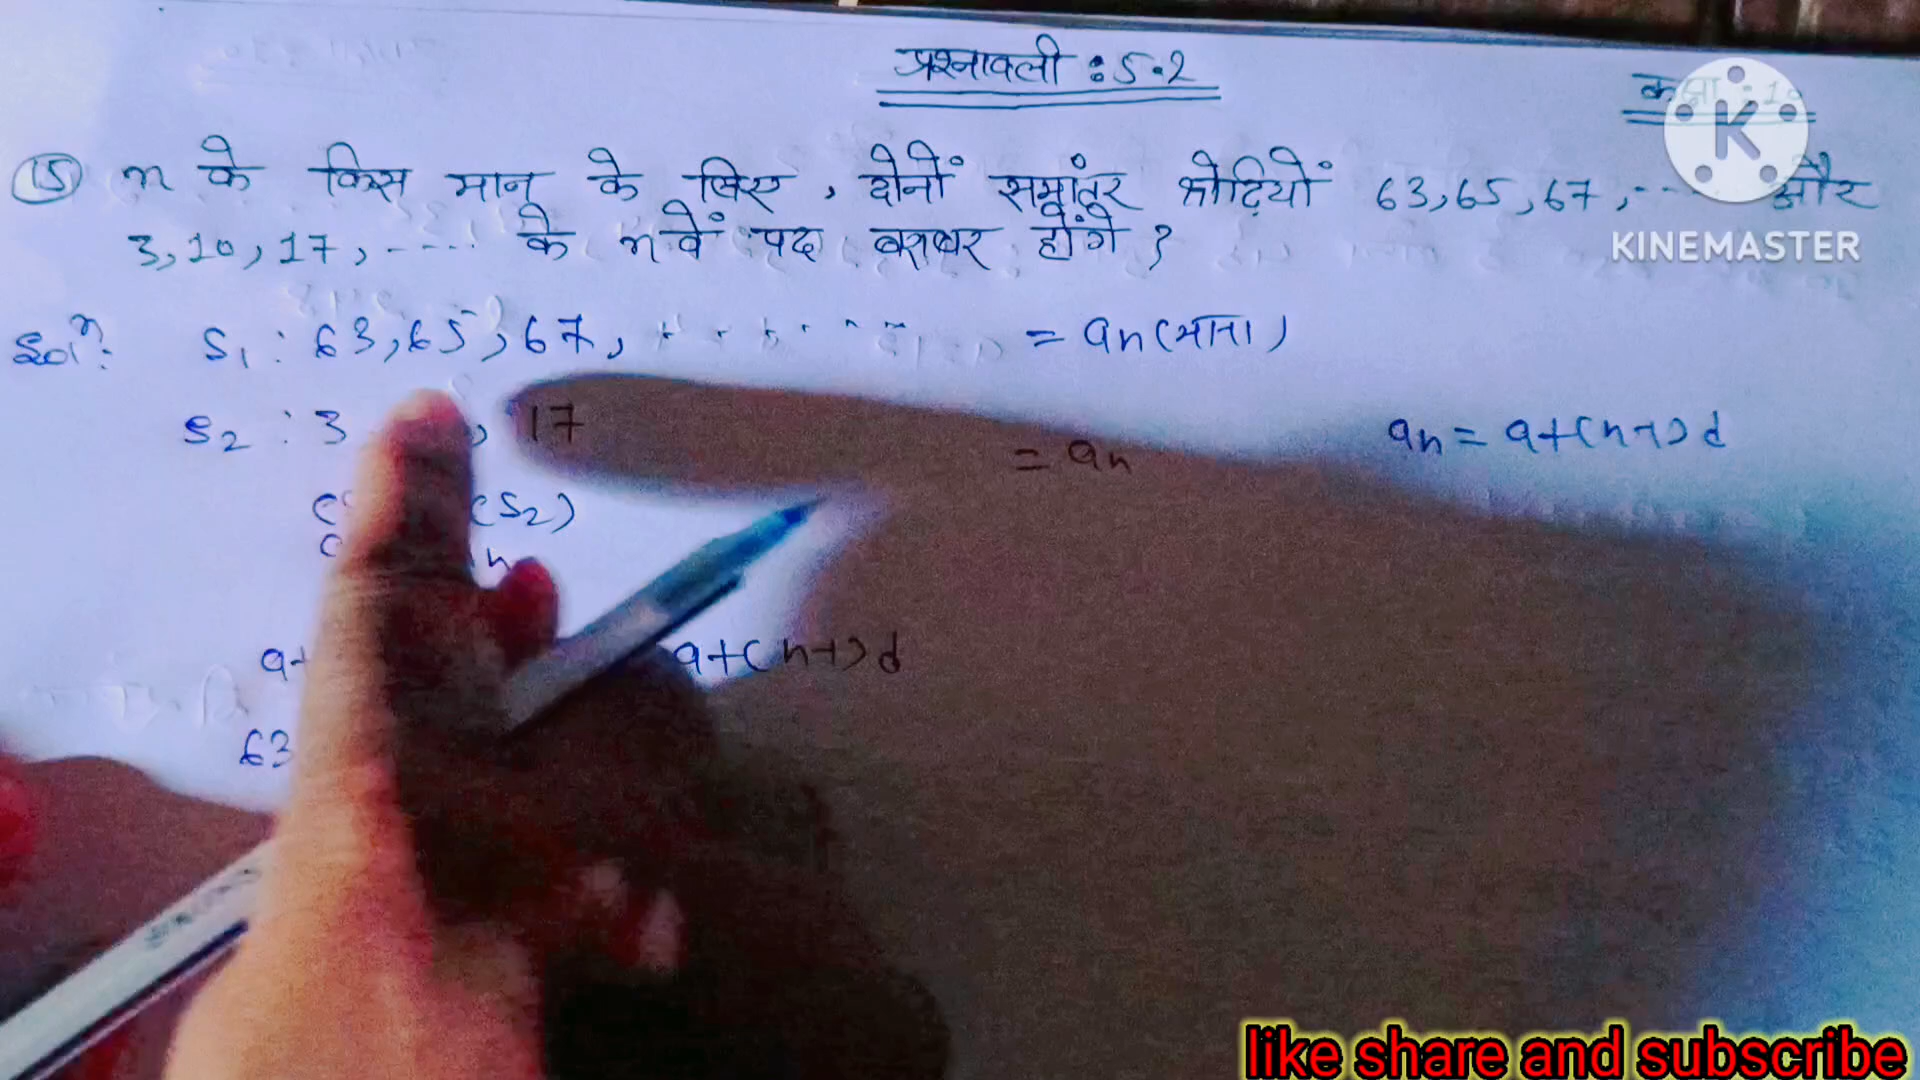 प्रश्नावली : 5.2
K
KINEMASTER
(15) n के किस मान के लिए, दोनों समांतर श्रेढ़ियों 63, 65, 67, ... और
3, 10, 17, ..... के nवें पद बराबर होंगे ?
Solⁿ: S₁ : 63, 65, 67, ........ = an (माना)
S₂ : 3 , 17 = an
an = a+(n-1)d
(S₂)
n
a+ a+(n-1)d
63
like share and subscribe